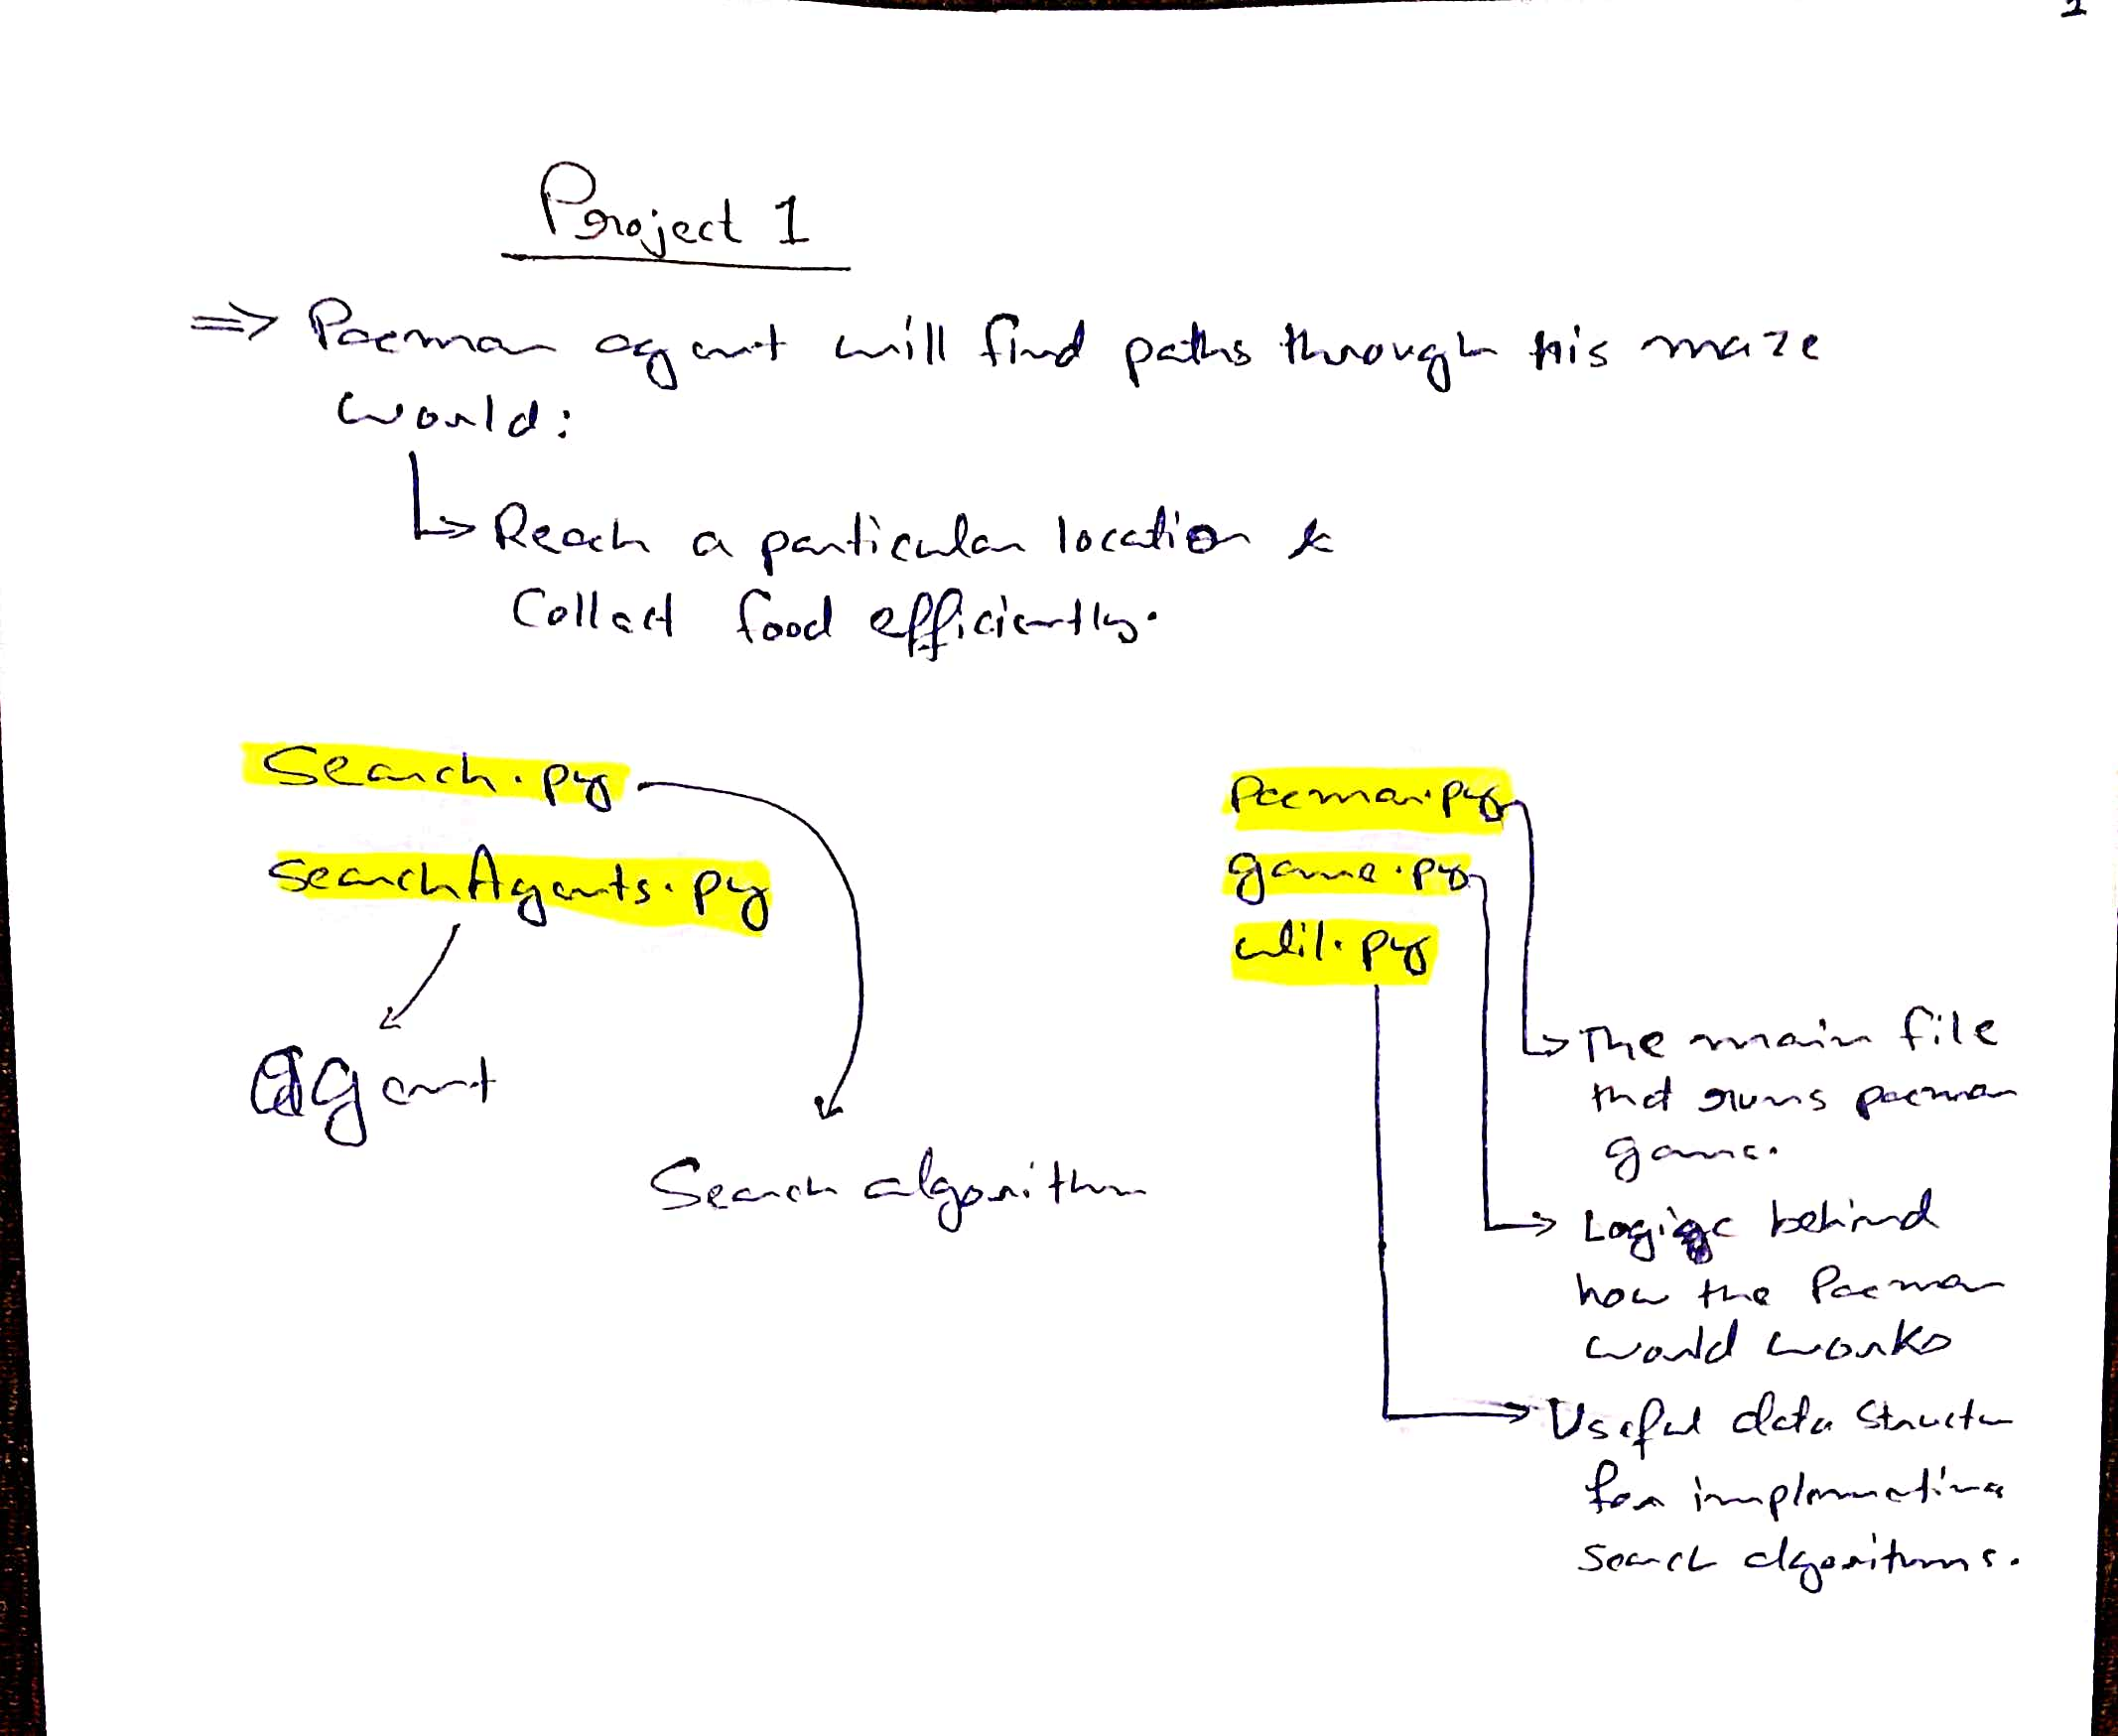 1
Project 1
⇒ Pacman agent will find paths through his maze
world:
↳ Reach a particular location &
Collect food efficiently.
Search.py
searchAgents.py
agent
Search algorithm
Pacman.py
game.py
util.py
↳ The main file
that runs pacman
game.
Logic behind
how the Pacman
world works
Useful data Structu
for implementing
search algorithms.